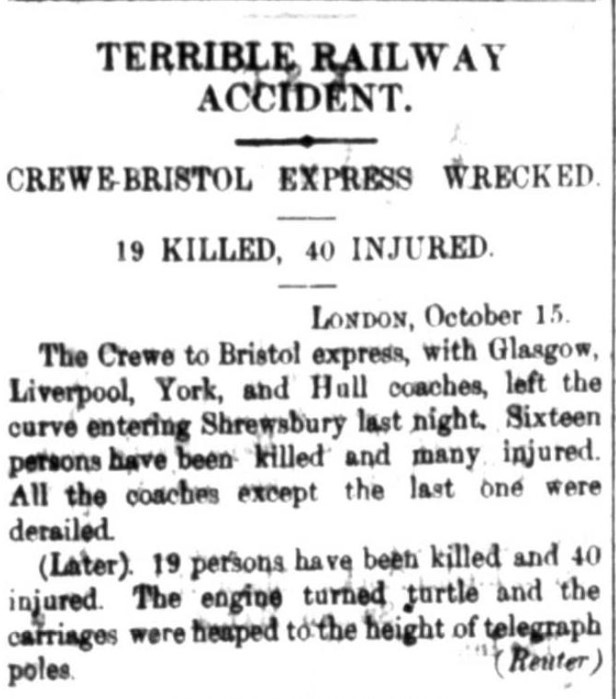 TERRIBLE RAILWAY
ACCIDENT.
CREWE-BRISTOL EXPRESS WRECKED.
19 KILLED, 40 INJURED.
LONDON, October 15.
The Crewe to Bristol express, with Glasgow,
Liverpool, York, and Hull coaches, left the
curve entering Shrewsbury last night. Sixteen
persons have been killed and many injured.
All the coaches except the last one were
derailed.
(Later). 19 persons have been killed and 40
injured. The engine turned turtle and the
carriages were heaped to the height of telegraph
poles. (Reuter)